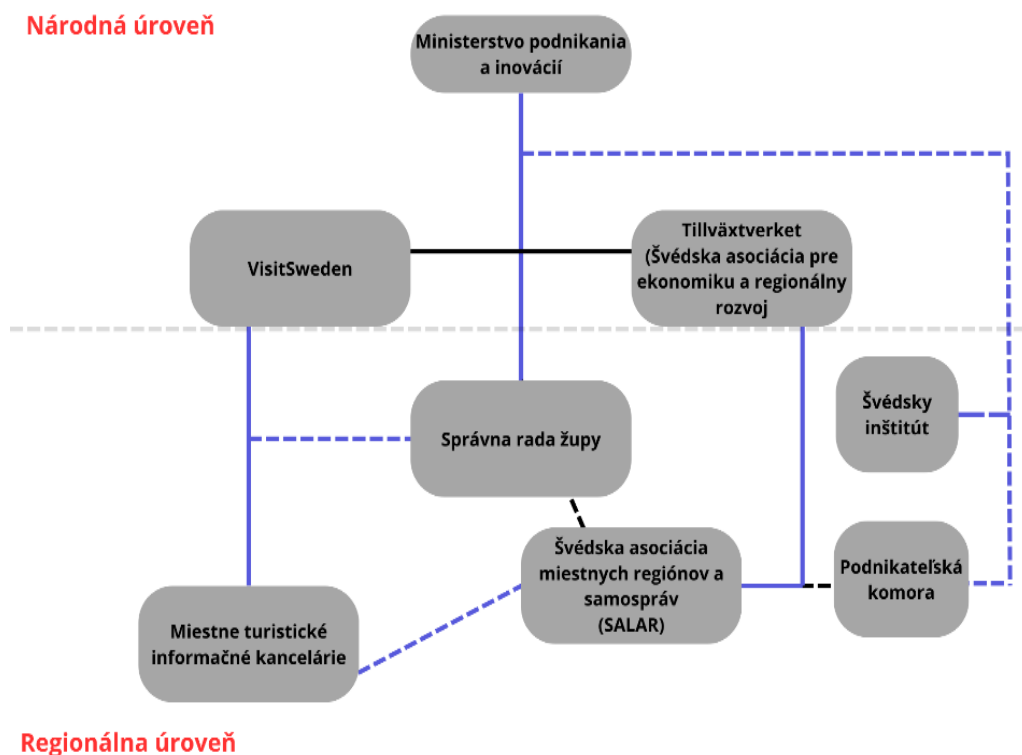 Národná úroveň
Ministerstvo podnikania
a inovácií
VisitSweden
Tillväxtverket
(Švédska asociácia pre
ekonomiku a regionálny
rozvoj
Švédsky
inštitút
Správna rada župy
Švédska asociácia
miestnych regiónov a
samospráv
(SALAR)
Podnikateľská
komora
Miestne turistické
informačné kancelárie
Regionálna úroveň